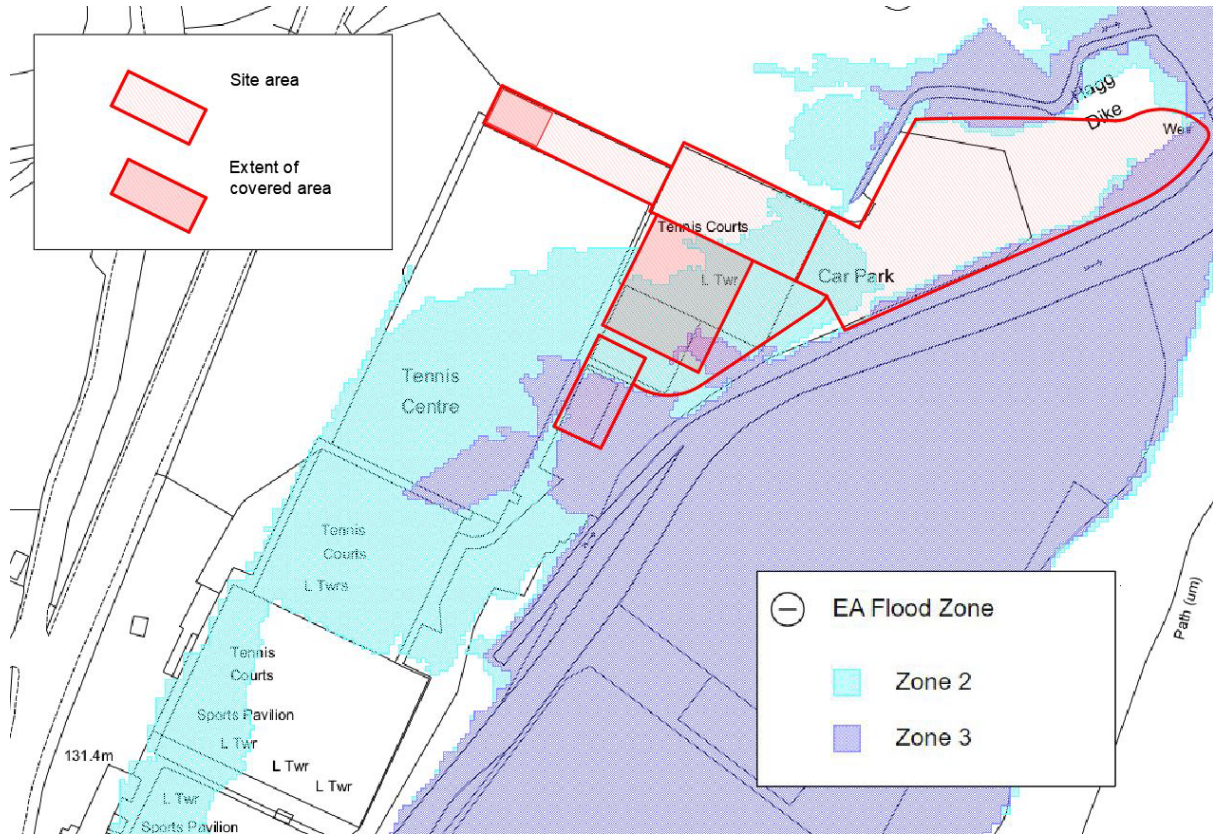 Site area
Extent of
covered area
Hagg
Dike
Weir
Tennis Courts
L Twr
Car Park
Tennis
Centre
Tennis
Courts
L Twrs
EA Flood Zone
Zone 2
Zone 3
Path (um)
Tennis
Courts
Sports Pavilion
L Twr
131.4m
L Twr
L Twr
L Twr
Sports Pavilion